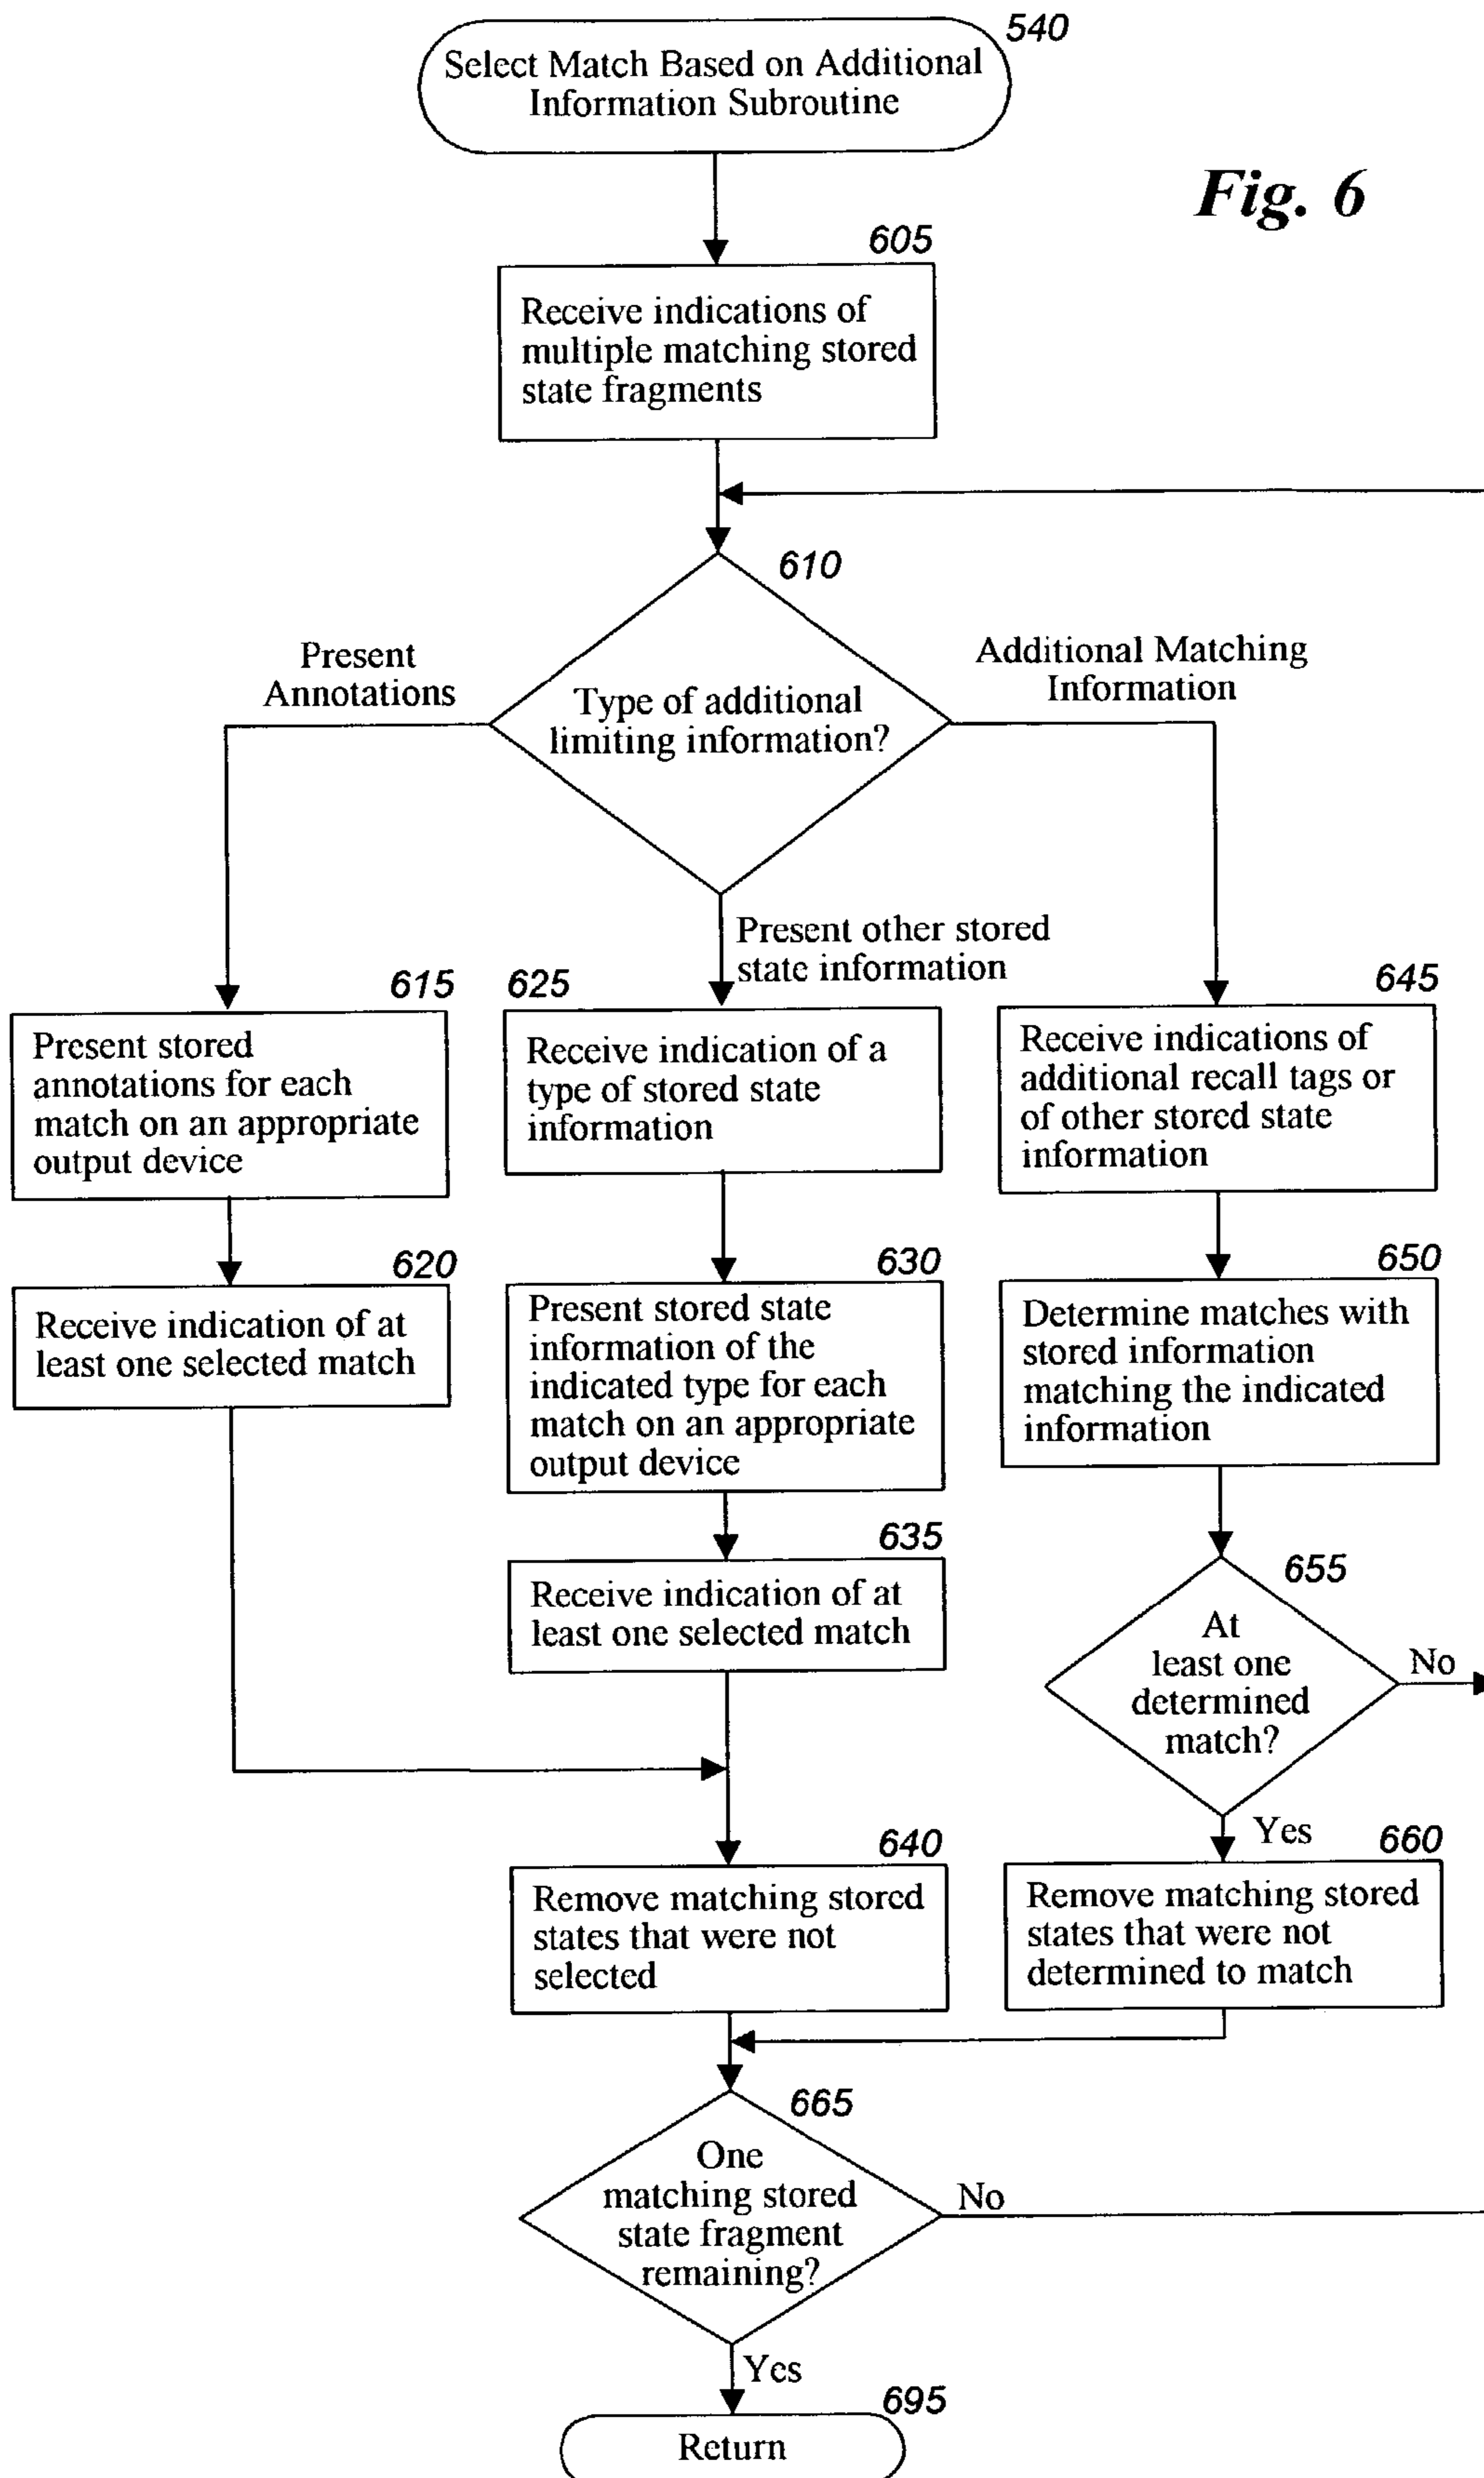 540
Select Match Based on Additional
Information Subroutine
Fig. 6
605
Receive indications of
multiple matching stored
state fragments
610
Type of additional
limiting information?
Present
Annotations
Additional Matching
Information
Present other stored
state information
615
Present stored
annotations for each
match on an appropriate
output device
625
Receive indication of a
type of stored state
information
645
Receive indications of
additional recall tags or
of other stored state
information
620
Receive indication of at
least one selected match
630
Present stored state
information of the
indicated type for each
match on an appropriate
output device
650
Determine matches with
stored information
matching the indicated
information
635
Receive indication of at
least one selected match
655
At
least one
determined
match?
No
Yes
640
Remove matching stored
states that were not
selected
660
Remove matching stored
states that were not
determined to match
665
One
matching stored
state fragment
remaining?
No
Yes
695
Return